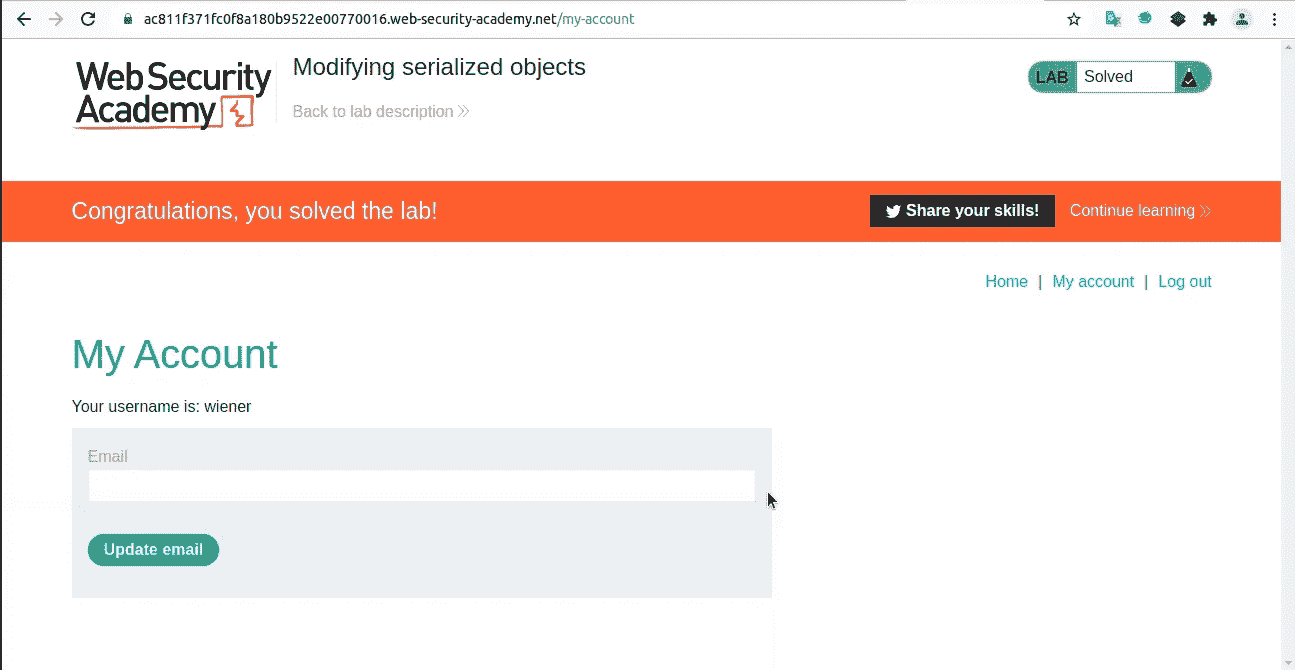 ac811f371fc0f8a180b9522e00770016.web-security-academy.net/my-account
Web Security
Academy
Modifying serialized objects
Back to lab description
LAB Solved
Congratulations, you solved the lab!
Share your skills!
Continue learning
Home | My account | Log out
My Account
Your username is: wiener
Email
Update email